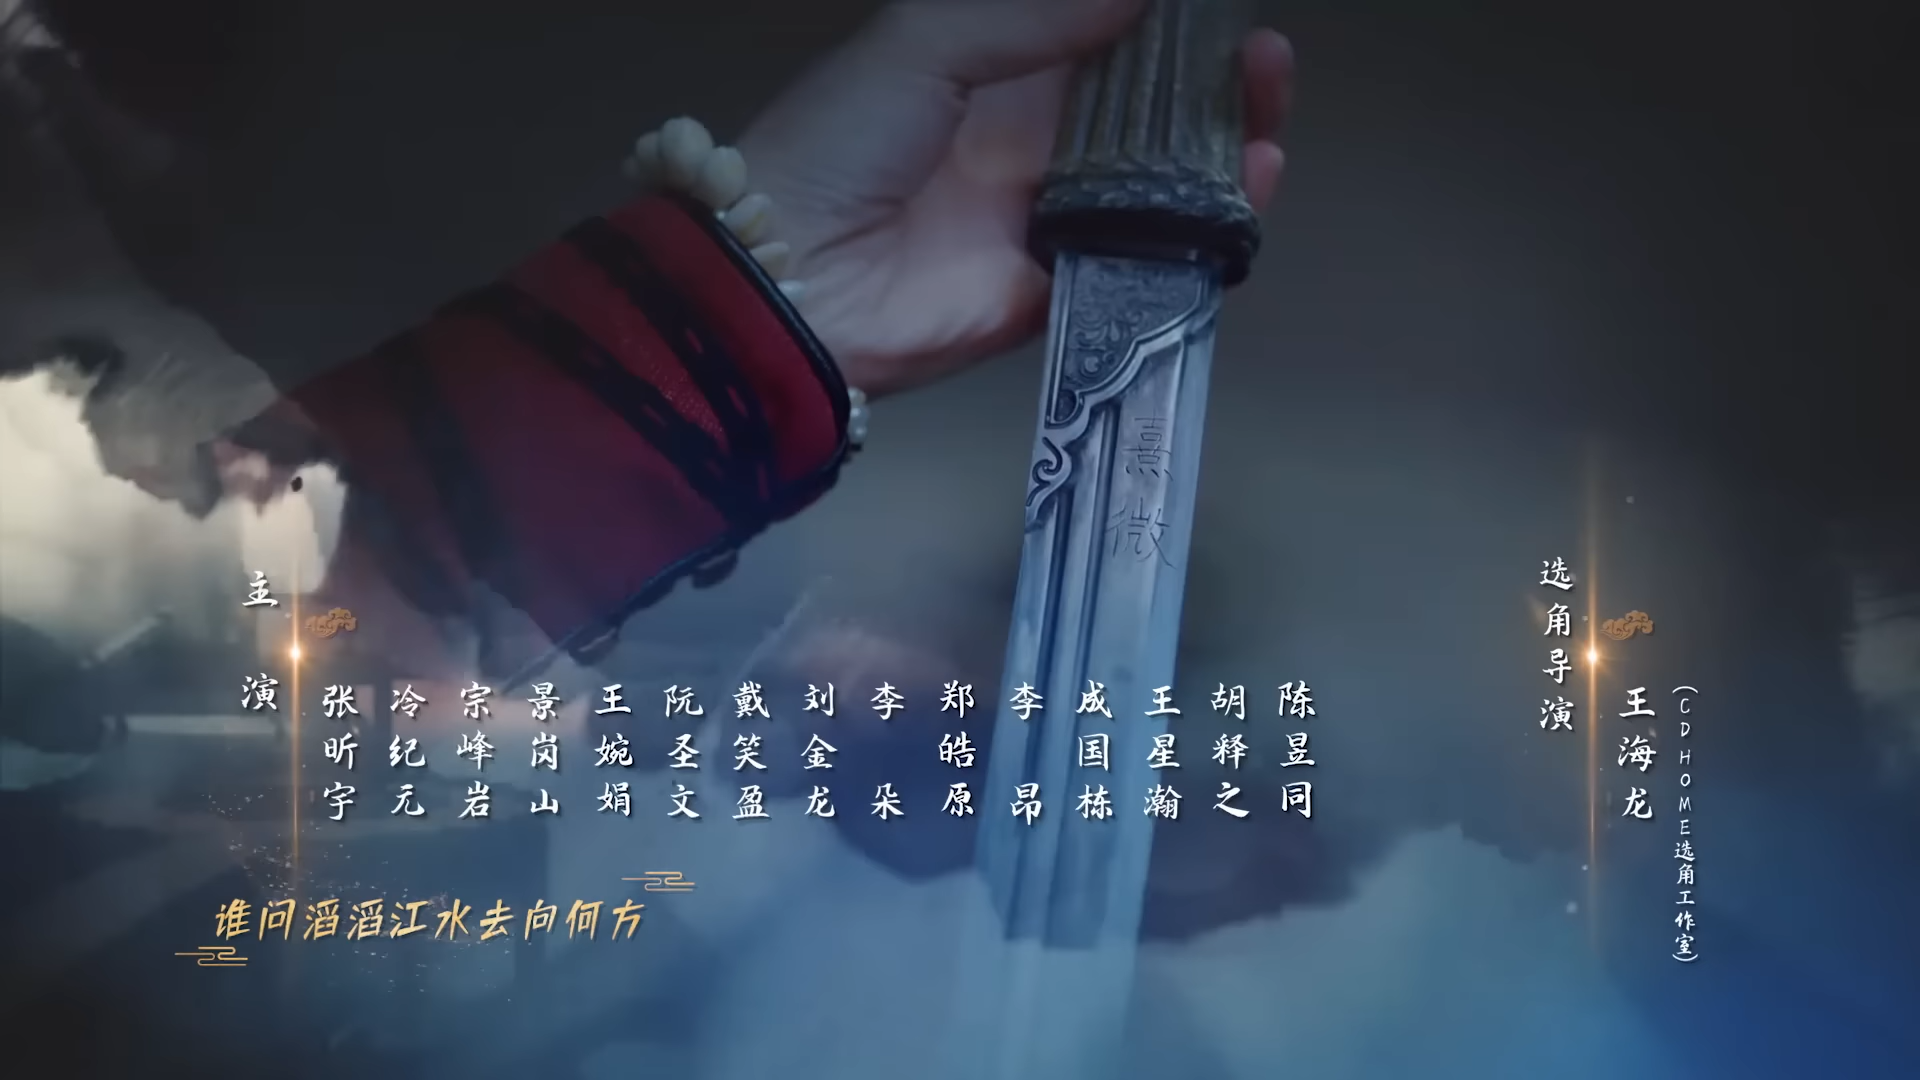 熹微
主演
张昕宇
冷纪元
宗峰岩
景岗山
王婉娟
阮圣文
戴笑盈
刘金龙
李朵
郑皓原
李昂
成国栋
王星瀚
胡释之
陈昱同
选角导演
王海龙
(CD HOME选角工作室)
谁问滔滔江水去向何方